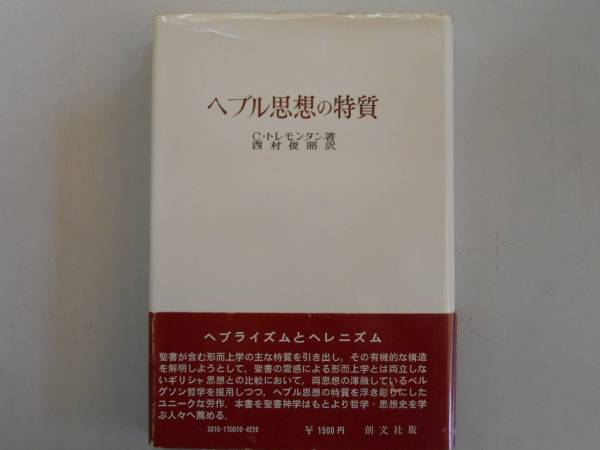 ヘブル思想の特質
C・トレモンタン著
西村俊昭訳
ヘブライズムとヘレニズム
聖書が含む形而上学の主な特質を引き出し，その有機的な構造
を解明しようとして，聖書の霊感による形而上学とは両立しな
いギリシャ思想との比較において，両思想の渾融しているベル
グソン哲学を援用しつつ，ヘブル思想の特質を浮き彫りにした
ユニークな労作。本書を聖書神学はもとより哲学・思想史を学
ぶ人々へ薦める。
3010-110010-4226 ¥1500円 創文社版